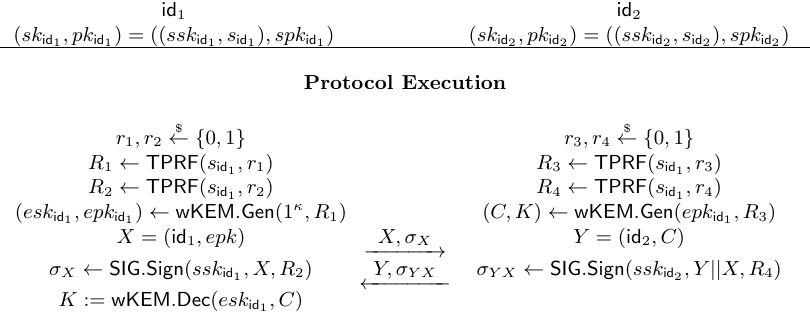 id₁ id₂
(sk_{id₁}, pk_{id₁}) = ((ssk_{id₁}, s_{id₁}), spk_{id₁}) (sk_{id₂}, pk_{id₂}) = ((ssk_{id₂}, s_{id₂}), spk_{id₂})
Protocol Execution
r₁, r₂ ←$ {0, 1} r₃, r₄ ←$ {0, 1}
R₁ ← TPRF(s_{id₁}, r₁) R₃ ← TPRF(s_{id₁}, r₃)
R₂ ← TPRF(s_{id₁}, r₂) R₄ ← TPRF(s_{id₁}, r₄)
(esk_{id₁}, epk_{id₁}) ← wKEM.Gen(1^κ, R₁) (C, K) ← wKEM.Gen(epk_{id₁}, R₃)
X = (id₁, epk) X, σ_X Y = (id₂, C)
σ_X ← SIG.Sign(ssk_{id₁}, X, R₂) Y, σ_{YX} σ_{YX} ← SIG.Sign(ssk_{id₂}, Y||X, R₄)
K := wKEM.Dec(esk_{id₁}, C)